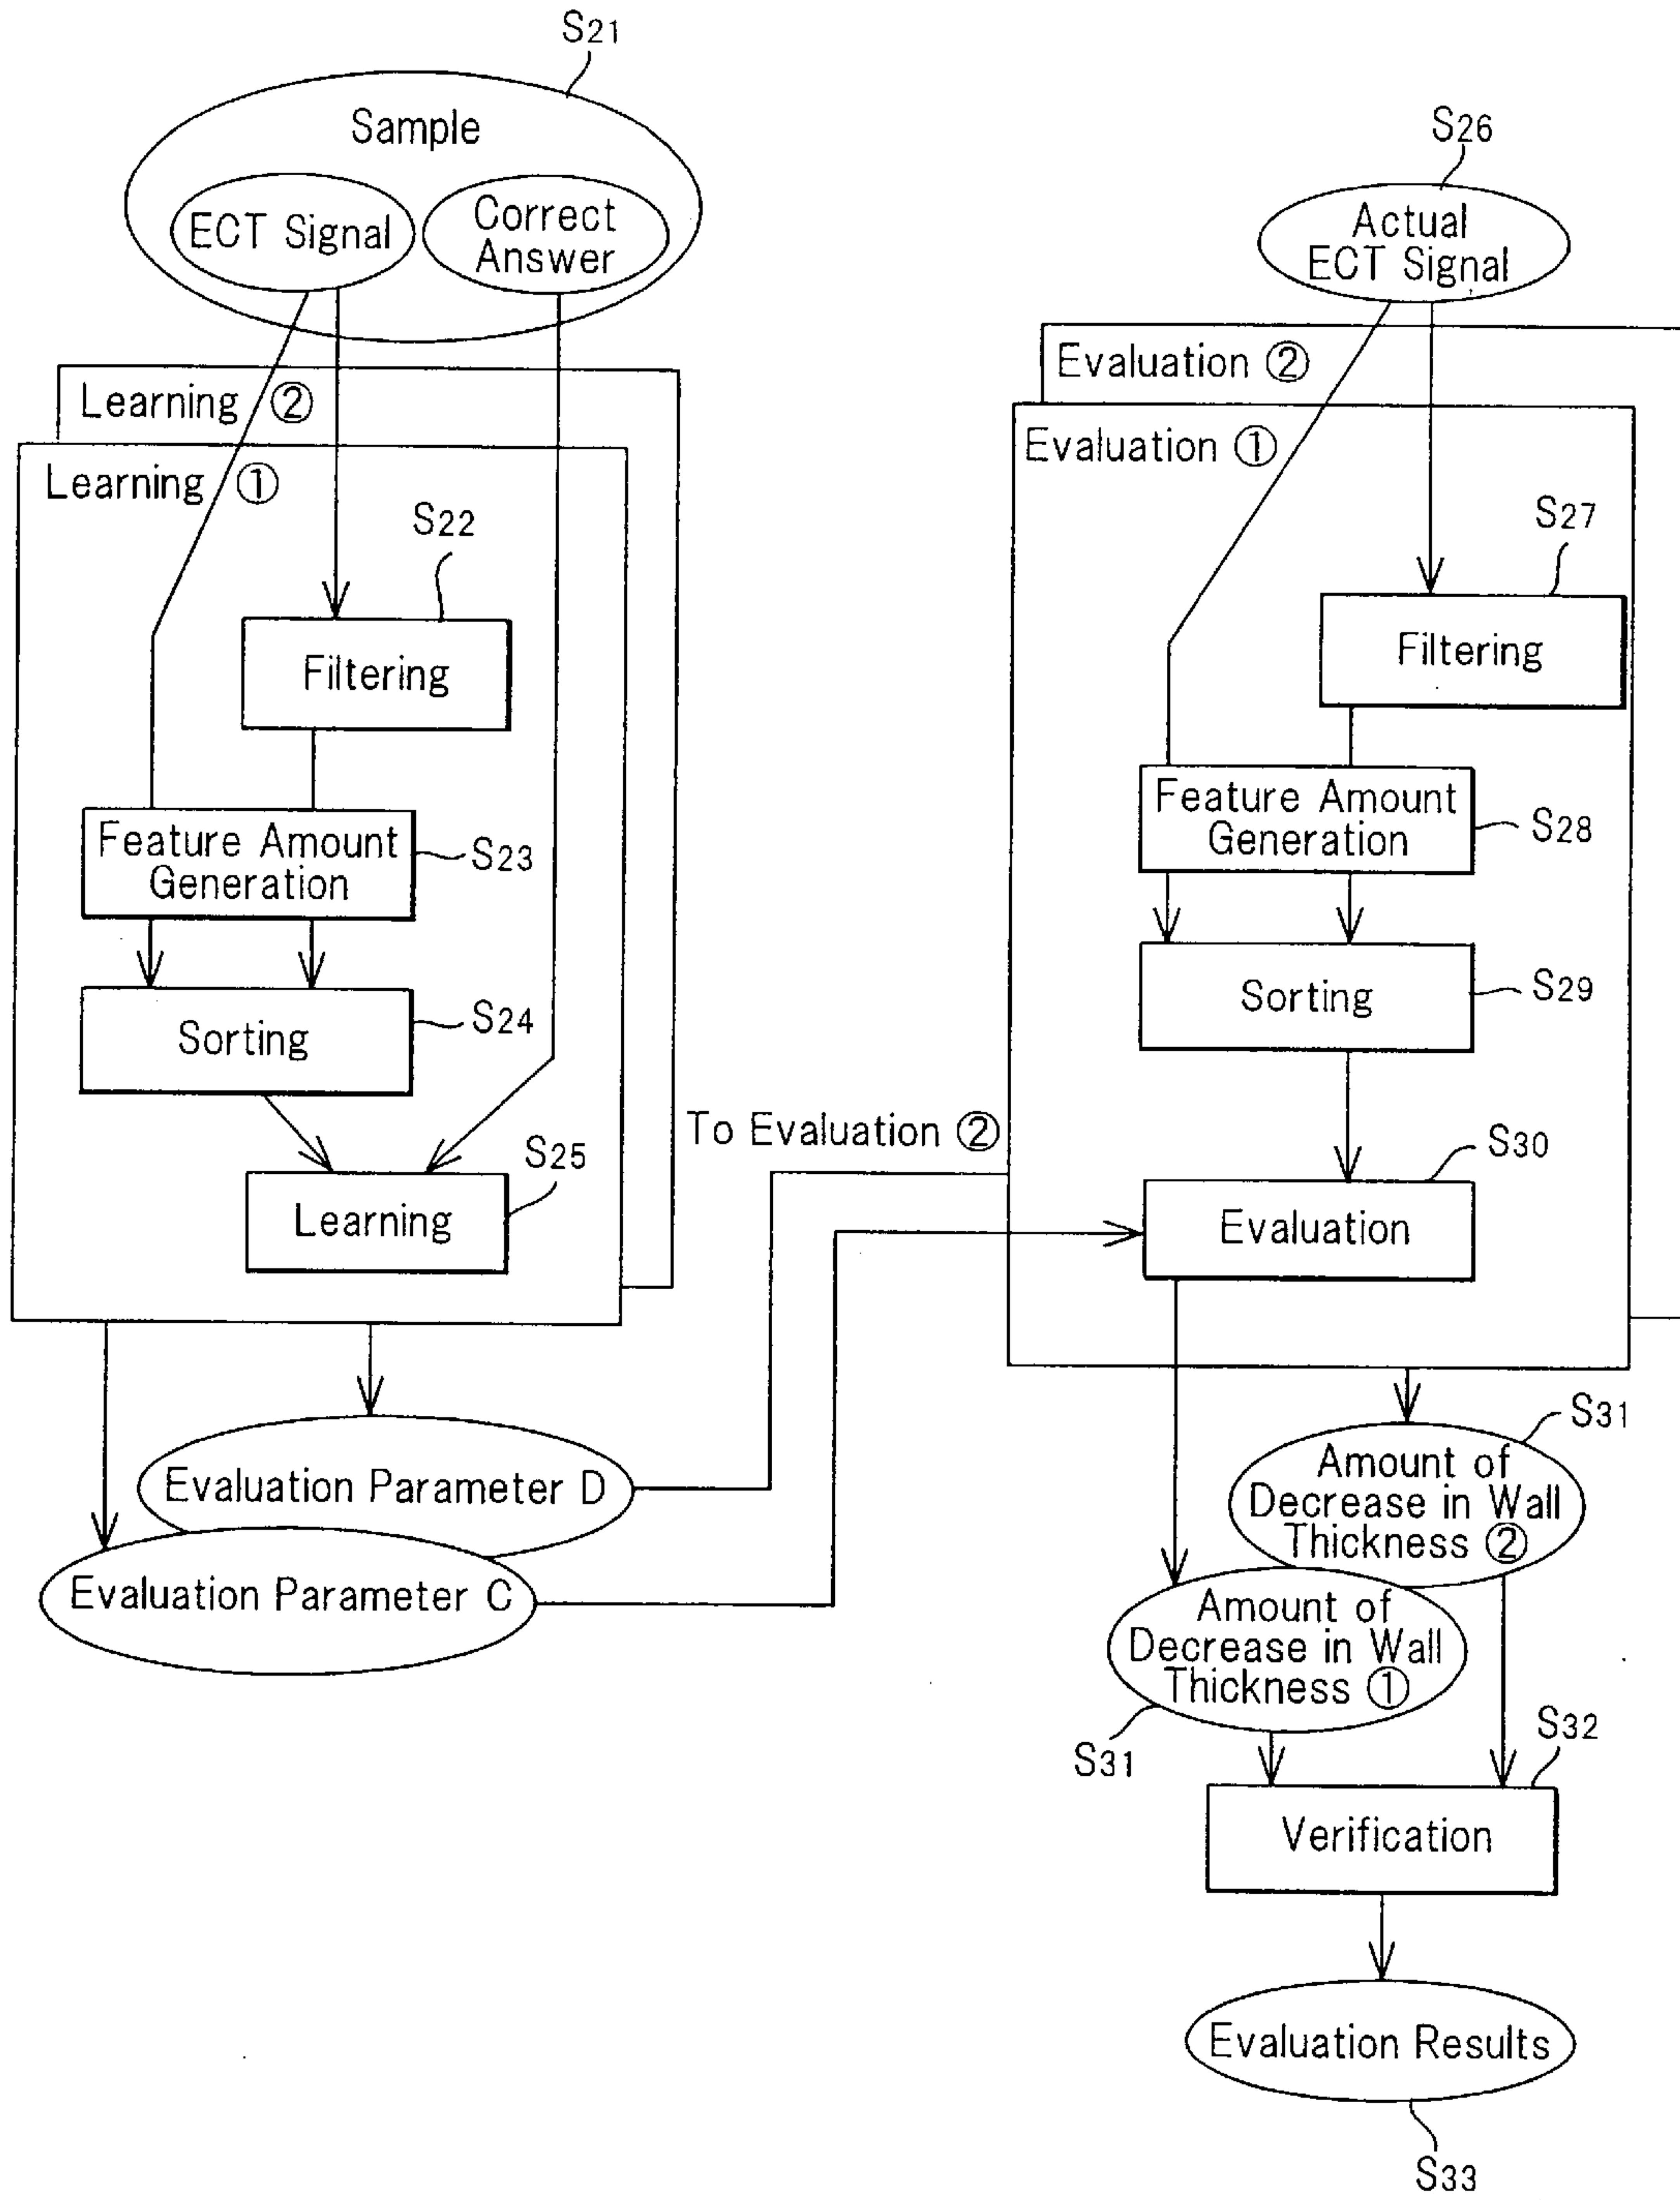 S21
Sample
ECT Signal
Correct
Answer
Learning ②
Learning ①
S22
Filtering
Feature Amount
Generation
S23
Sorting
S24
S25
Learning
Evaluation Parameter D
Evaluation Parameter C
To Evaluation ②
S26
Actual
ECT Signal
Evaluation ②
Evaluation ①
S27
Filtering
Feature Amount
Generation
S28
Sorting
S29
S30
Evaluation
S31
Amount of
Decrease in Wall
Thickness ②
Amount of
Decrease in Wall
Thickness ①
S31
S32
Verification
Evaluation Results
S33